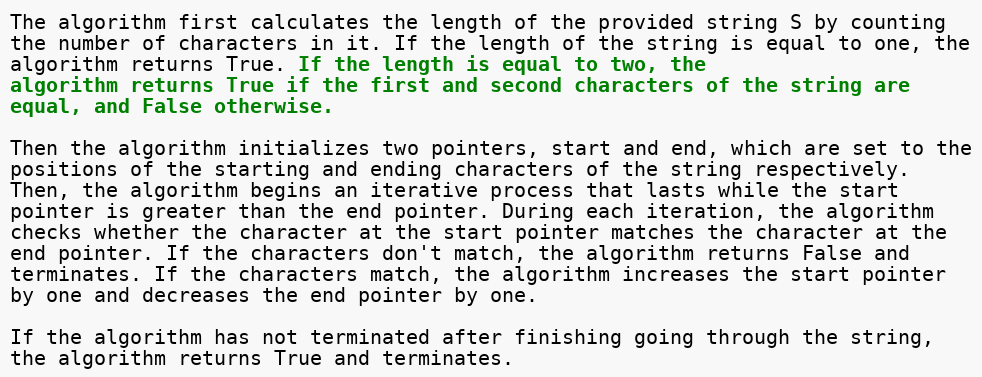 The algorithm first calculates the length of the provided string S by counting
the number of characters in it. If the length of the string is equal to one, the
algorithm returns True. If the length is equal to two, the
algorithm returns True if the first and second characters of the string are
equal, and False otherwise.
Then the algorithm initializes two pointers, start and end, which are set to the
positions of the starting and ending characters of the string respectively.
Then, the algorithm begins an iterative process that lasts while the start
pointer is greater than the end pointer. During each iteration, the algorithm
checks whether the character at the start pointer matches the character at the
end pointer. If the characters don't match, the algorithm returns False and
terminates. If the characters match, the algorithm increases the start pointer
by one and decreases the end pointer by one.
If the algorithm has not terminated after finishing going through the string,
the algorithm returns True and terminates.